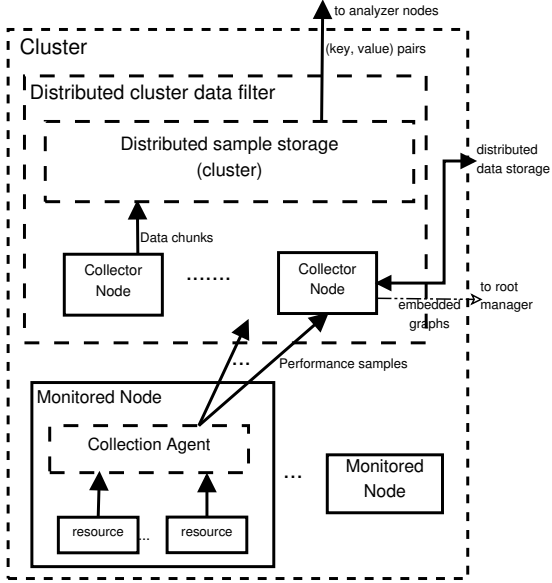 to analyzer nodes
Cluster
(key, value) pairs
Distributed cluster data filter
Distributed sample storage
(cluster)
distributed
data storage
Data chunks
Collector
Node
.......
Collector
Node
to root
manager
embedded
graphs
...
Performance samples
Monitored Node
Collection Agent
...
Monitored
Node
resource
...
resource